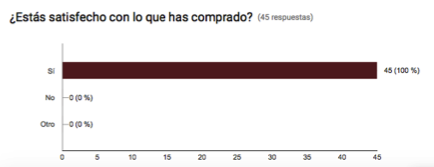 ¿Estás satisfecho con lo que has comprado? (45 respuestas)
Sí 45 (100 %)
No 0 (0 %)
Otro 0 (0 %)
0 5 10 15 20 25 30 35 40 45